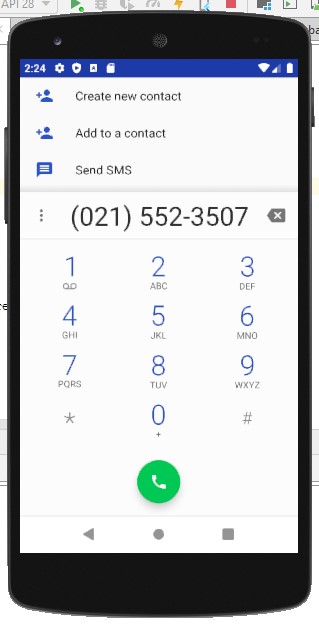 API 28
2:24
Create new contact
Add to a contact
Send SMS
(021) 552-3507
1 2 3
ABC DEF
4 5 6
GHI JKL MNO
7 8 9
PQRS TUV WXYZ
* 0 #
+